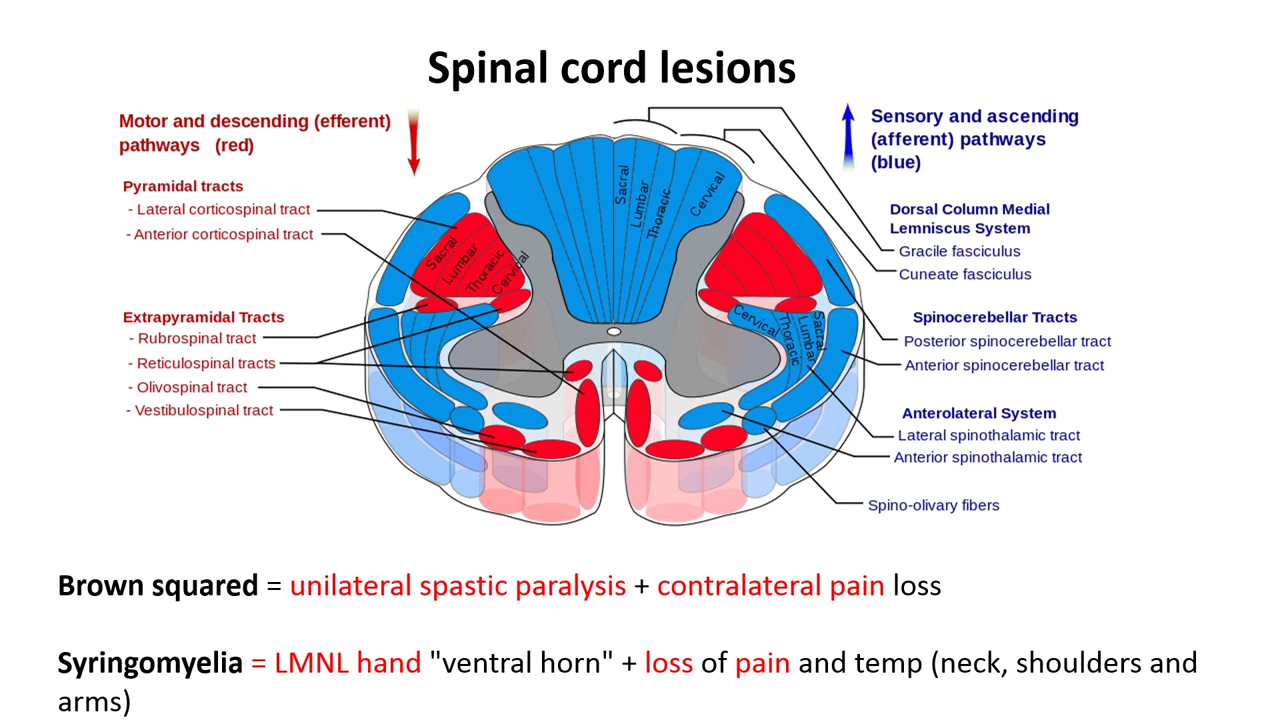 Spinal cord lesions
Motor and descending (efferent)
pathways (red)
Sensory and ascending
(afferent) pathways
(blue)
Pyramidal tracts
- Lateral corticospinal tract
- Anterior corticospinal tract
Extrapyramidal Tracts
- Rubrospinal tract
- Reticulospinal tracts
- Olivospinal tract
- Vestibulospinal tract
Sacral
Lumbar
Thoracic
Cervical
Sacral
Lumbar
Thoracic
Cervical
Cervical
Thoracic
Lumbar
Sacral
Dorsal Column Medial
Lemniscus System
Gracile fasciculus
Cuneate fasciculus
Spinocerebellar Tracts
Posterior spinocerebellar tract
Anterior spinocerebellar tract
Anterolateral System
Lateral spinothalamic tract
Anterior spinothalamic tract
Spino-olivary fibers
Brown squared = unilateral spastic paralysis + contralateral pain loss
Syringomyelia = LMNL hand "ventral horn" + loss of pain and temp (neck, shoulders and
arms)